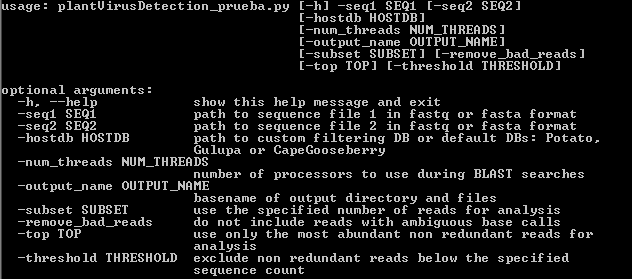 usage: plantVirusDetection_prueba.py [-h] -seq1 SEQ1 [-seq2 SEQ2]
[-hostdb HOSTDB]
[-num_threads NUM_THREADS]
[-output_name OUTPUT_NAME]
[-subset SUBSET] [-remove_bad_reads]
[-top TOP] [-threshold THRESHOLD]
optional arguments:
-h, --help show this help message and exit
-seq1 SEQ1 path to sequence file 1 in fastq or fasta format
-seq2 SEQ2 path to sequence file 2 in fastq or fasta format
-hostdb HOSTDB path to custom filtering DB or default DBs: Potato,
Gulupa or CapeGooseberry
-num_threads NUM_THREADS
number of processors to use during BLAST searches
-output_name OUTPUT_NAME
basename of output directory and files
-subset SUBSET use the specified number of reads for analysis
-remove_bad_reads do not include reads with ambiguous base calls
-top TOP use only the most abundant non redundant reads for
analysis
-threshold THRESHOLD exclude non redundant reads below the specified
sequence count